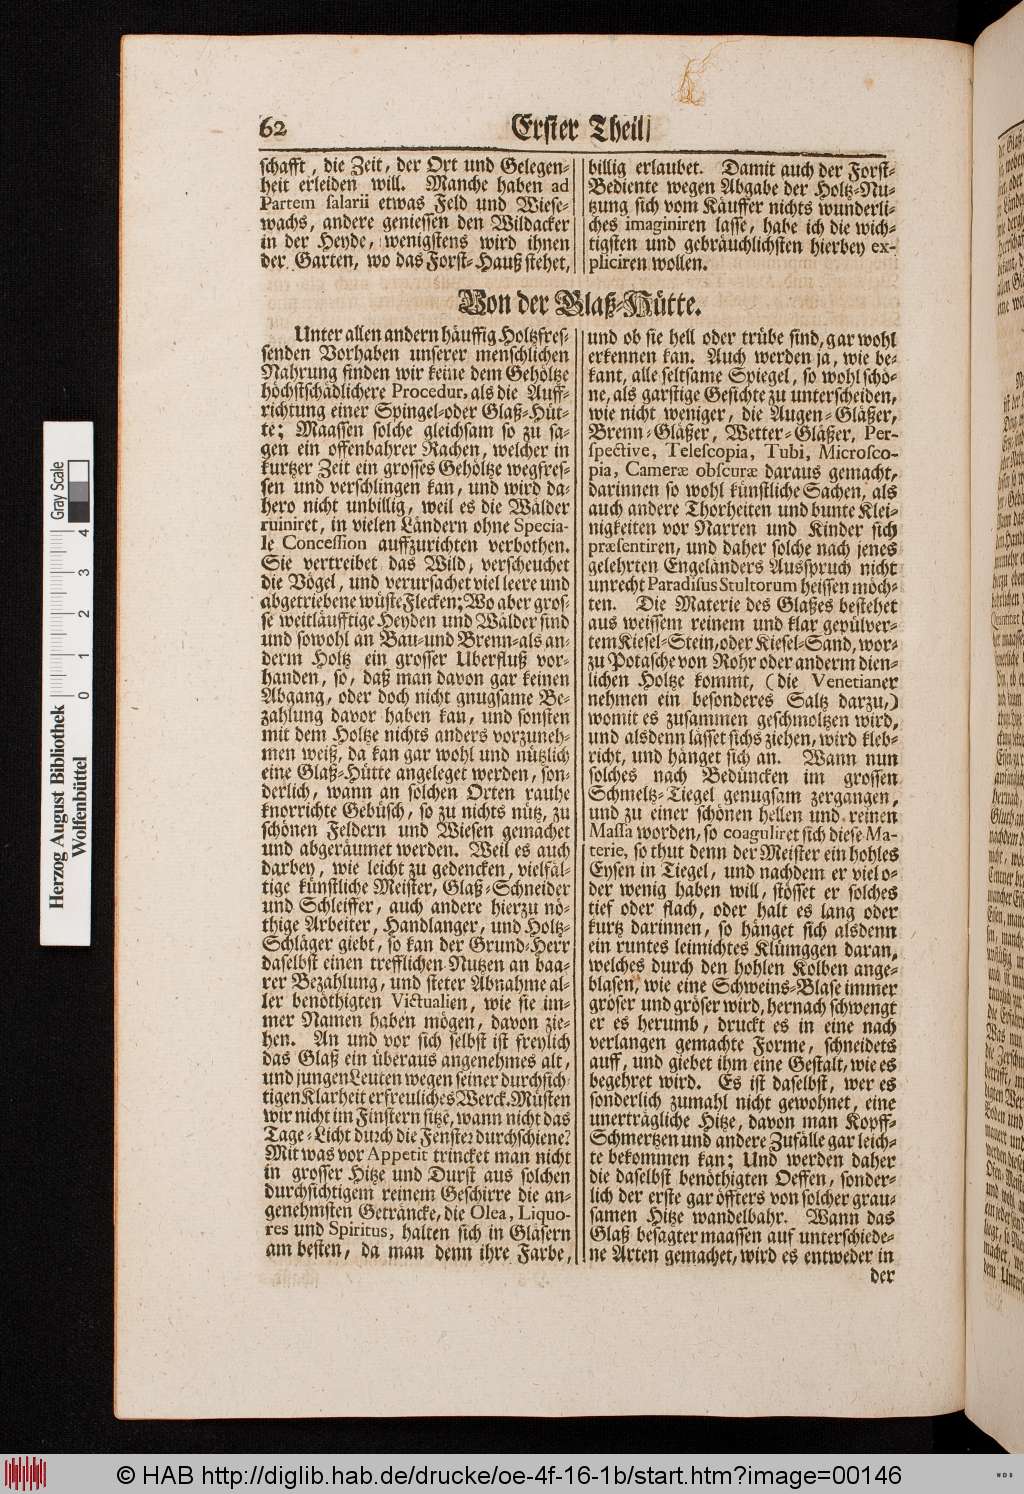 62
Erster Theil/
schafft, die Zeit, der Ort und Gelegen-
heit erleiden will. Manche haben ad
Partem salarii etwas Feld und Wiese-
wachs, andere geniessen den Wildacker
in der Heyde, wenigstens wird ihnen
der Garten, wo das Forst-Hauß stehet,
billig erlaubet. Damit auch der Forst-
Bediente wegen Abgabe der Holtz-Nu-
tzung sich vom Käuffer nichts wunderli-
ches imaginiren lasse, habe ich die wich-
tigsten und gebräuchlichsten hierbey ex-
pliciren wollen.
Von der Glaß-Hütte.
Unter allen andern häuffig Holtzfres-
senden Vorhaben unserer menschlichen
Nahrung finden wir keine dem Gehöltze
höchstschädlichere Procedur, als die Auff-
richtung einer Spingel-oder Glaß-Hüt-
te; Maassen solche gleichsam so zu sa-
gen ein offenbahrer Rachen, welcher in
kurtzer Zeit ein grosses Gehöltze wegfres-
sen und verschlingen kan, und wird da-
hero nicht unbillig, weil es die Wälder
ruiniret, in vielen Ländern ohne Specia-
le Concession auffzurichten verbothen.
Sie vertreibet das Wild, verscheuchet
die Vögel, und verursachet viel leere und
abgetriebene wüste Flecken; Wo aber gros-
se weitläufftige Heyden und Wälder sind
und sowohl an Bau-und Brenn-als an-
derm Holtz ein grosser Uberfluß vor-
handen, so, daß man davon gar keinen
Abgang, oder doch nicht gnugsame Be-
zahlung davor haben kan, und sonsten
mit dem Holtze nichts anders vorzuneh-
men weiß, da kan gar wohl und nützlich
eine Glaß-Hütte angeleget werden, son-
derlich, wann an solchen Orten rauhe
knorrichte Gebüsch, so zu nichts nütz, zu
schönen Feldern und Wiesen gemachet
und abgeräumet werden. Weil es auch
darbey, wie leicht zu gedencken, vielfäl-
tige künstliche Meister, Glaß-Schneider
und Schleiffer, auch andere hierzu nö-
thige Arbeiter, Handlanger, und Holtz-
Schläger giebt, so kan der Grund-Herr
daselbst einen trefflichen Nutzen an baa-
rer Bezahlung, und steter Abnahme al-
ler benöthigten Victualien, wie sie im-
mer Namen haben mögen, davon zie-
hen. An und vor sich selbst ist freylich
das Glaß ein überaus angenehmes alt,
und jungen Leuten wegen seiner durchsich-
tigen Klarheit erfreuliches Werck. Müsten
wir nicht im Finstern sitze, wann nicht das
Tage-Licht durch die Fenster durchschiene?
Mit was vor Appetit trincket man nicht
in grosser Hitze und Durst aus solchen
durchsichtigem reinem Geschirre die an-
genehmsten Geträncke, die Olea, Liquo-
res und Spiritus, halten sich in Gläsern
am besten, da man denn ihre Farbe,
und ob sie hell oder trübe sind, gar wohl
erkennen kan. Auch werden ja, wie be-
kant, alle seltsame Spiegel, so wohl schö-
ne, als garstige Gesichte zu unterscheiden,
wie nicht weniger, die Augen-Gläßer,
Brenn-Gläßer, Wetter-Gläßer, Per-
spective, Telescopia, Tubi, Microsco-
pia, Cameræ obscuræ daraus gemacht,
darinnen so wohl künstliche Sachen, als
auch andere Thorheiten und bunte Klei-
nigkeiten vor Narren und Kinder sich
præsentiren, und daher solche nach jenes
gelehrten Engeländers Ausspruch nicht
unrecht Paradisus Stultorum heissen möch-
ten. Die Materie des Glaßes bestehet
aus weissem reinem und klar gepülver-
tem Kiesel-Stein, oder Kiesel-Sand, wor-
zu Potasche von Rohr oder anderm dien-
lichen Holtze kommt, (die Venetianer
nehmen ein besonderes Saltz darzu,)
womit es zusammen geschmoltzen wird,
und alsdenn lässet sichs ziehen, wird kleb-
richt, und hänget sich an. Wann nun
solches nach Bedüncken im grossen
Schmeltz-Tiegel genugsam zergangen,
und zu einer schönen hellen und reinen
Massa worden, so coaguliret sich diese Ma-
terie, so thut denn der Meister ein hohles
Eysen in Tiegel, und nachdem er viel o-
der wenig haben will, stösset er solches
tief oder flach, oder halt es lang oder
kurtz darinnen, so hänget sich alsdenn
ein runtes leimichtes Klümggen daran,
welches durch den hohlen Kolben ange-
blasen, wie eine Schweins-Blase immer
gröser und gröser wird, hernach schwengt
er es herumb, druckt es in eine nach
verlangen gemachte Forme, schneidets
auff, und giebet ihm eine Gestalt, wie es
begehret wird. Es ist daselbst, wer es
sonderlich zumahl nicht gewohnet, eine
unerträgliche Hitze, davon man Kopff-
Schmertzen und andere Zufälle gar leich-
te bekommen kan; Und werden daher
die daselbst benöthigten Oeffen, sonder-
lich der erste gar öffters von solcher grau-
samen Hitze wandelbahr. Wann das
Glaß besagter maassen auf unterschiede-
ne Arten gemachet, wird es entweder in
der
Herzog August Bibliothek
Wolfenbüttel
0 1 2 3 4
Gray Scale
© HAB http://diglib.hab.de/drucke/oe-4f-16-1b/start.htm?image=00146